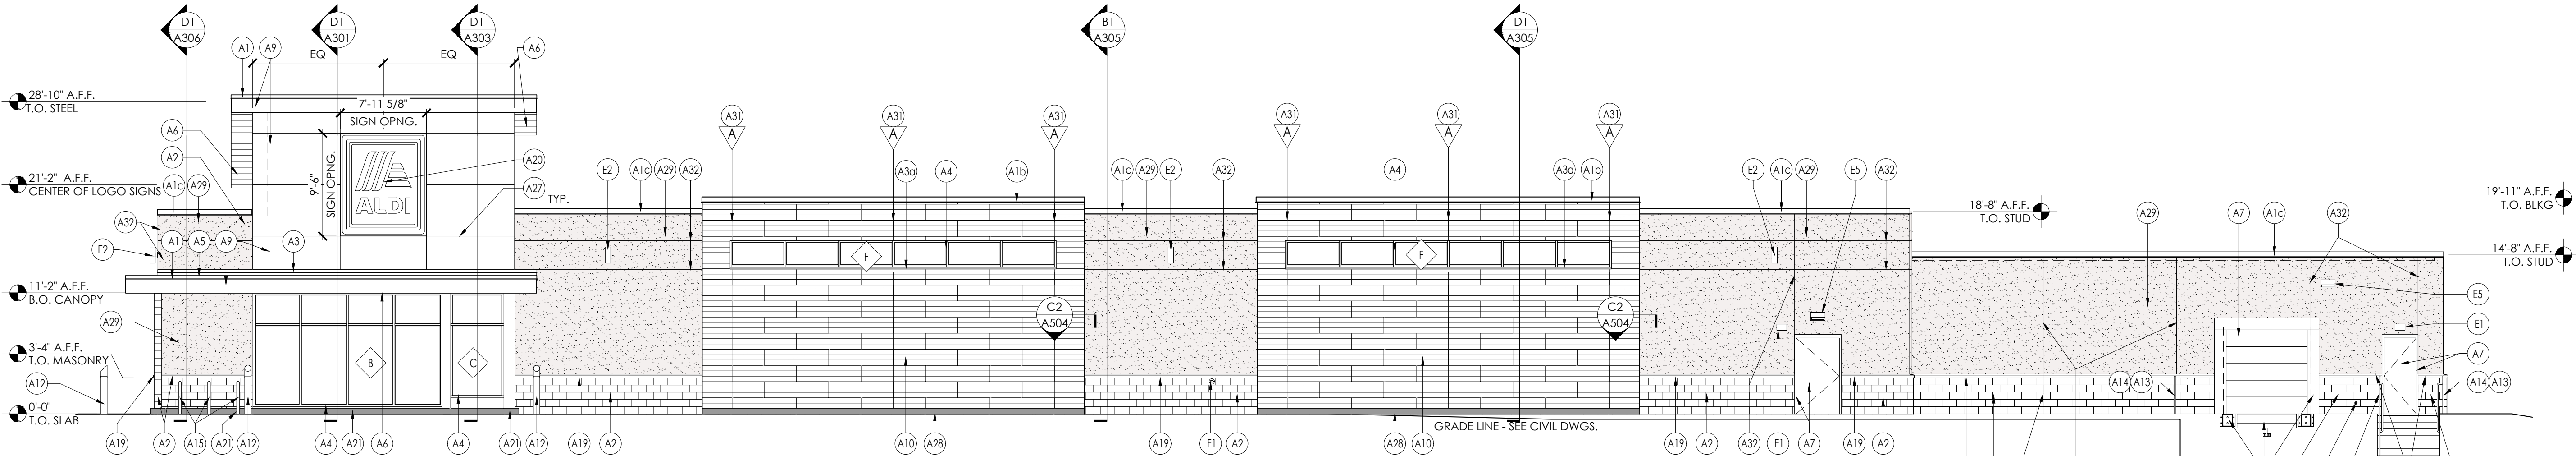 D1
A306
D1
A301
D1
A303
B1
A305
D1
A305
A1
A9
EQ
EQ
A6
28'-10" A.F.F.
T.O. STEEL
7'-11 5/8"
SIGN OPNG.
A31
A
A31
A
A31
A
A31
A
A31
A
A31
A
A6
A2
A20
9'-6"
SIGN OPNG.
ALDI
21'-2" A.F.F.
CENTER OF LOGO SIGNS
A1c
A29
A27
TYP.
E2
A1c
A29
A32
A3a
A4
A1b
A1c
A29
E2
A32
A4
A3a
A1b
E2
A1c
A29
E5
A32
18'-8" A.F.F.
T.O. STUD
A29
A7
A1c
A32
19'-11" A.F.F.
T.O. BLKG
A32
E2
A1
A5
A9
A3
F
F
14'-8" A.F.F.
T.O. STUD
11'-2" A.F.F.
B.O. CANOPY
E5
A29
C2
A504
C2
A504
E1
3'-4" A.F.F.
T.O. MASONRY
B
C
A7
A12
A14
A13
A14
A13
0'-0"
T.O. SLAB
GRADE LINE - SEE CIVIL DWGS.
A19
A2
A15
A21
A12
A4
A21
A6
A4
A21
A12
A19
A2
A10
A28
A19
F1
A2
A28
A10
A19
A2
A32
E1
A7
A19
A2